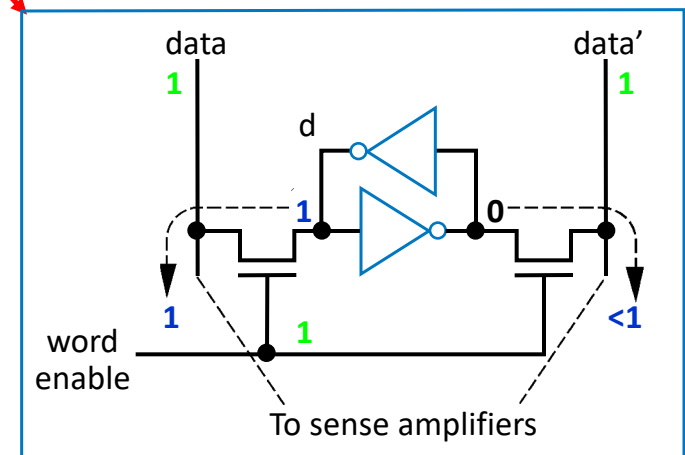 data data’
1 1
d
1 0
1 <1
1
word
enable
To sense amplifiers